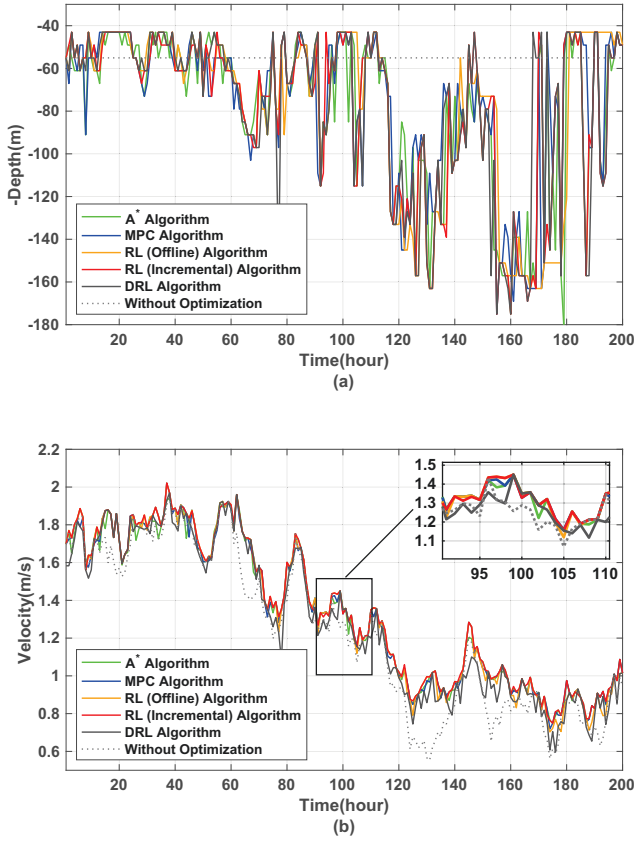 -40
-60
-80
-100
-120
-140
-160
-180
-Depth(m)
A* Algorithm
MPC Algorithm
RL (Offline) Algorithm
RL (Incremental) Algorithm
DRL Algorithm
Without Optimization
20 40 60 80 100 120 140 160 180 200
Time(hour)
(a)
2.2
2
1.8
1.6
1.4
1.2
1
0.8
0.6
Velocity(m/s)
1.5
1.4
1.3
1.2
1.1
95 100 105 110
A* Algorithm
MPC Algorithm
RL (Offline) Algorithm
RL (Incremental) Algorithm
DRL Algorithm
Without Optimization
20 40 60 80 100 120 140 160 180 200
Time(hour)
(b)